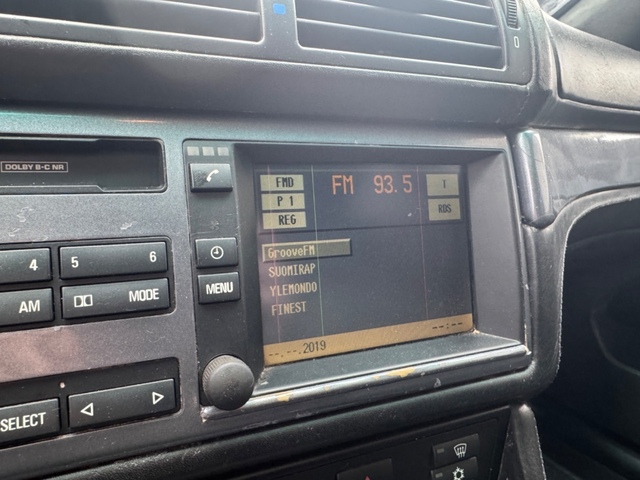 DOLBY B-C NR
FMD
FM 93.5
T
P 1
RDS
REG
4
5
6
GrooveFM
SUOMIRAP
YLEMONDO
FINEST
MENU
AM
MODE
--.--.2019
--:--
SELECT